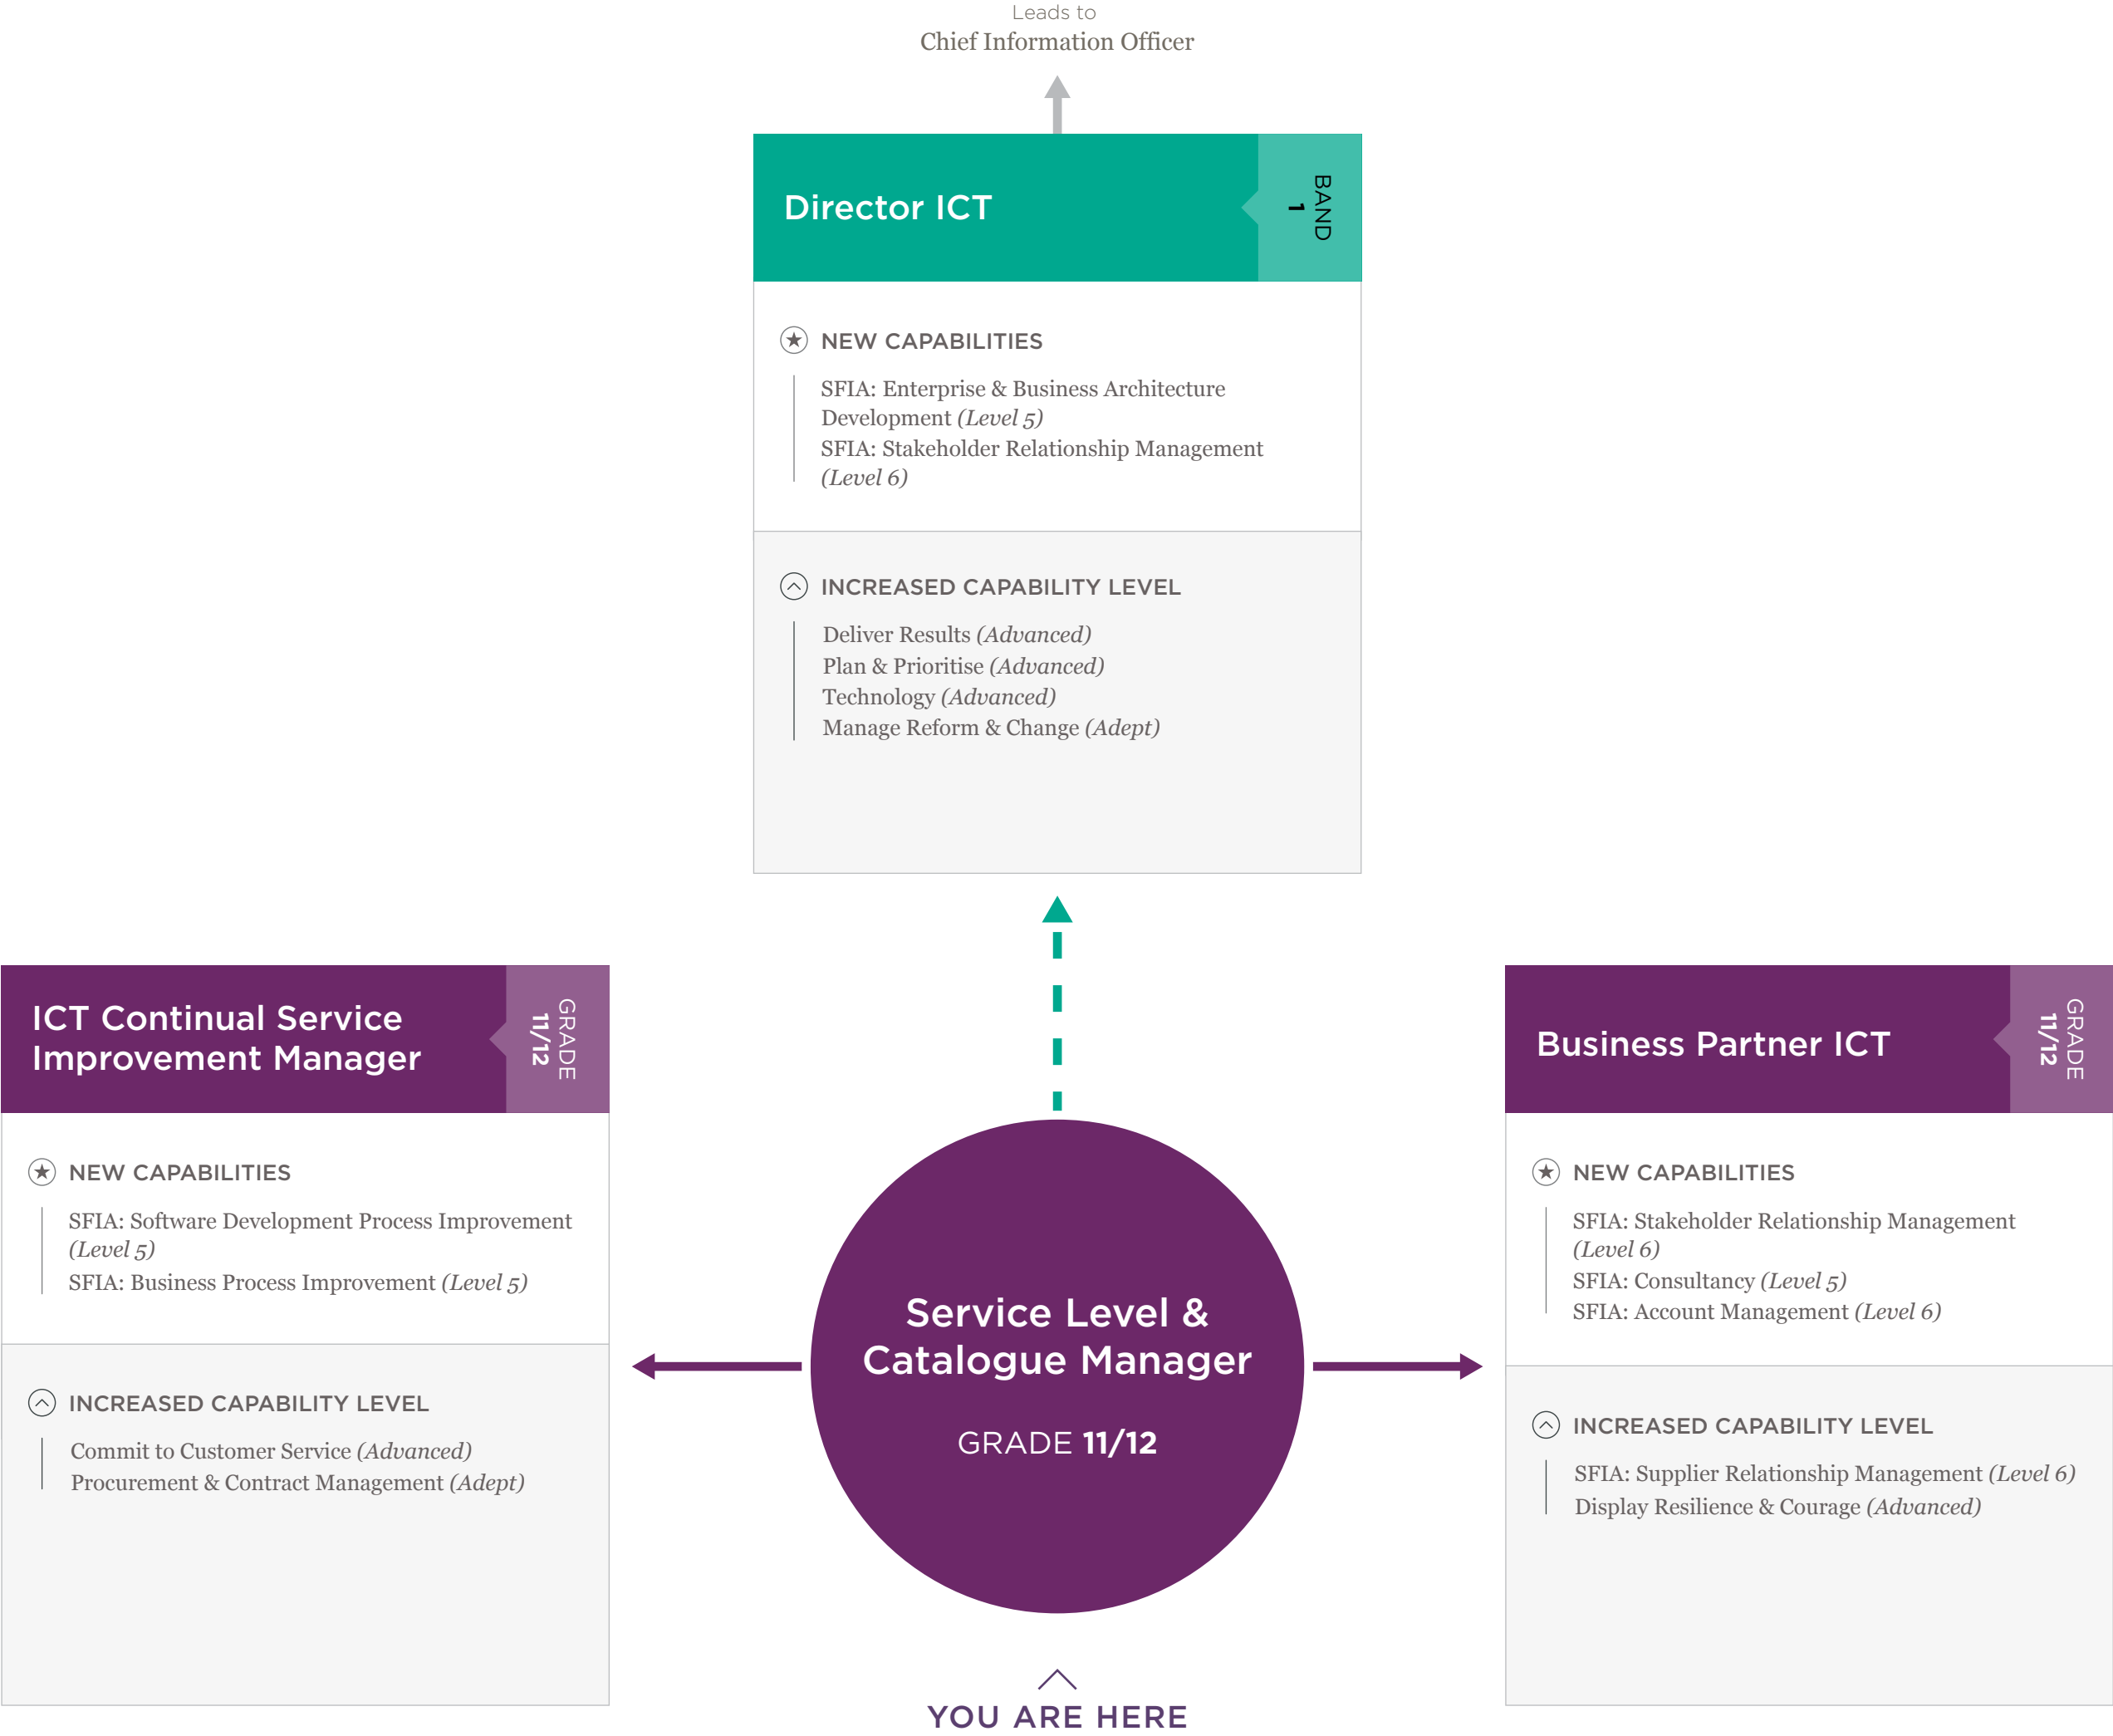 Leads to
Chief Information Officer
Director ICT
BAND
1
NEW CAPABILITIES
SFIA: Enterprise & Business Architecture
Development (Level 5)
SFIA: Stakeholder Relationship Management
(Level 6)
INCREASED CAPABILITY LEVEL
Deliver Results (Advanced)
Plan & Prioritise (Advanced)
Technology (Advanced)
Manage Reform & Change (Adept)
ICT Continual Service
Improvement Manager
GRADE
11/12
NEW CAPABILITIES
SFIA: Software Development Process Improvement
(Level 5)
SFIA: Business Process Improvement (Level 5)
INCREASED CAPABILITY LEVEL
Commit to Customer Service (Advanced)
Procurement & Contract Management (Adept)
Service Level &
Catalogue Manager
GRADE 11/12
YOU ARE HERE
Business Partner ICT
GRADE
11/12
NEW CAPABILITIES
SFIA: Stakeholder Relationship Management
(Level 6)
SFIA: Consultancy (Level 5)
SFIA: Account Management (Level 6)
INCREASED CAPABILITY LEVEL
SFIA: Supplier Relationship Management (Level 6)
Display Resilience & Courage (Advanced)